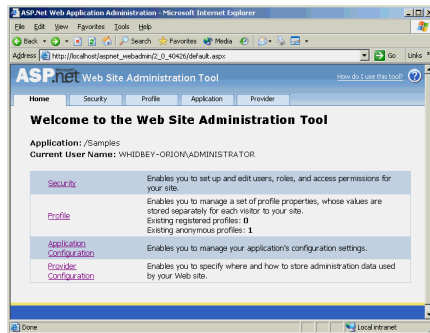 ASP.Net Web Application Administration - Microsoft Internet Explorer
File Edit View Favorites Tools Help
Back Search Favorites Media
Address http://localhost/aspnet_webadmin/2_0_40426/default.aspx Go Links
Microsoft
ASP.net Web Site Administration Tool How do I use this tool? ?
Home Security Profile Application Provider
Welcome to the Web Site Administration Tool
Application: /Samples
Current User Name: WHIDBEY-ORION\ADMINISTRATOR
Security Enables you to set up and edit users, roles, and access permissions for
your site.
Profile Enables you to manage a set of profile properties, whose values are
stored separately for each visitor to your site.
Existing registered profiles: 0
Existing anonymous profiles: 1
Application
Configuration Enables you to manage your application's configuration settings.
Provider
Configuration Enables you to specify where and how to store administration data used
by your Web site.
Done Local intranet